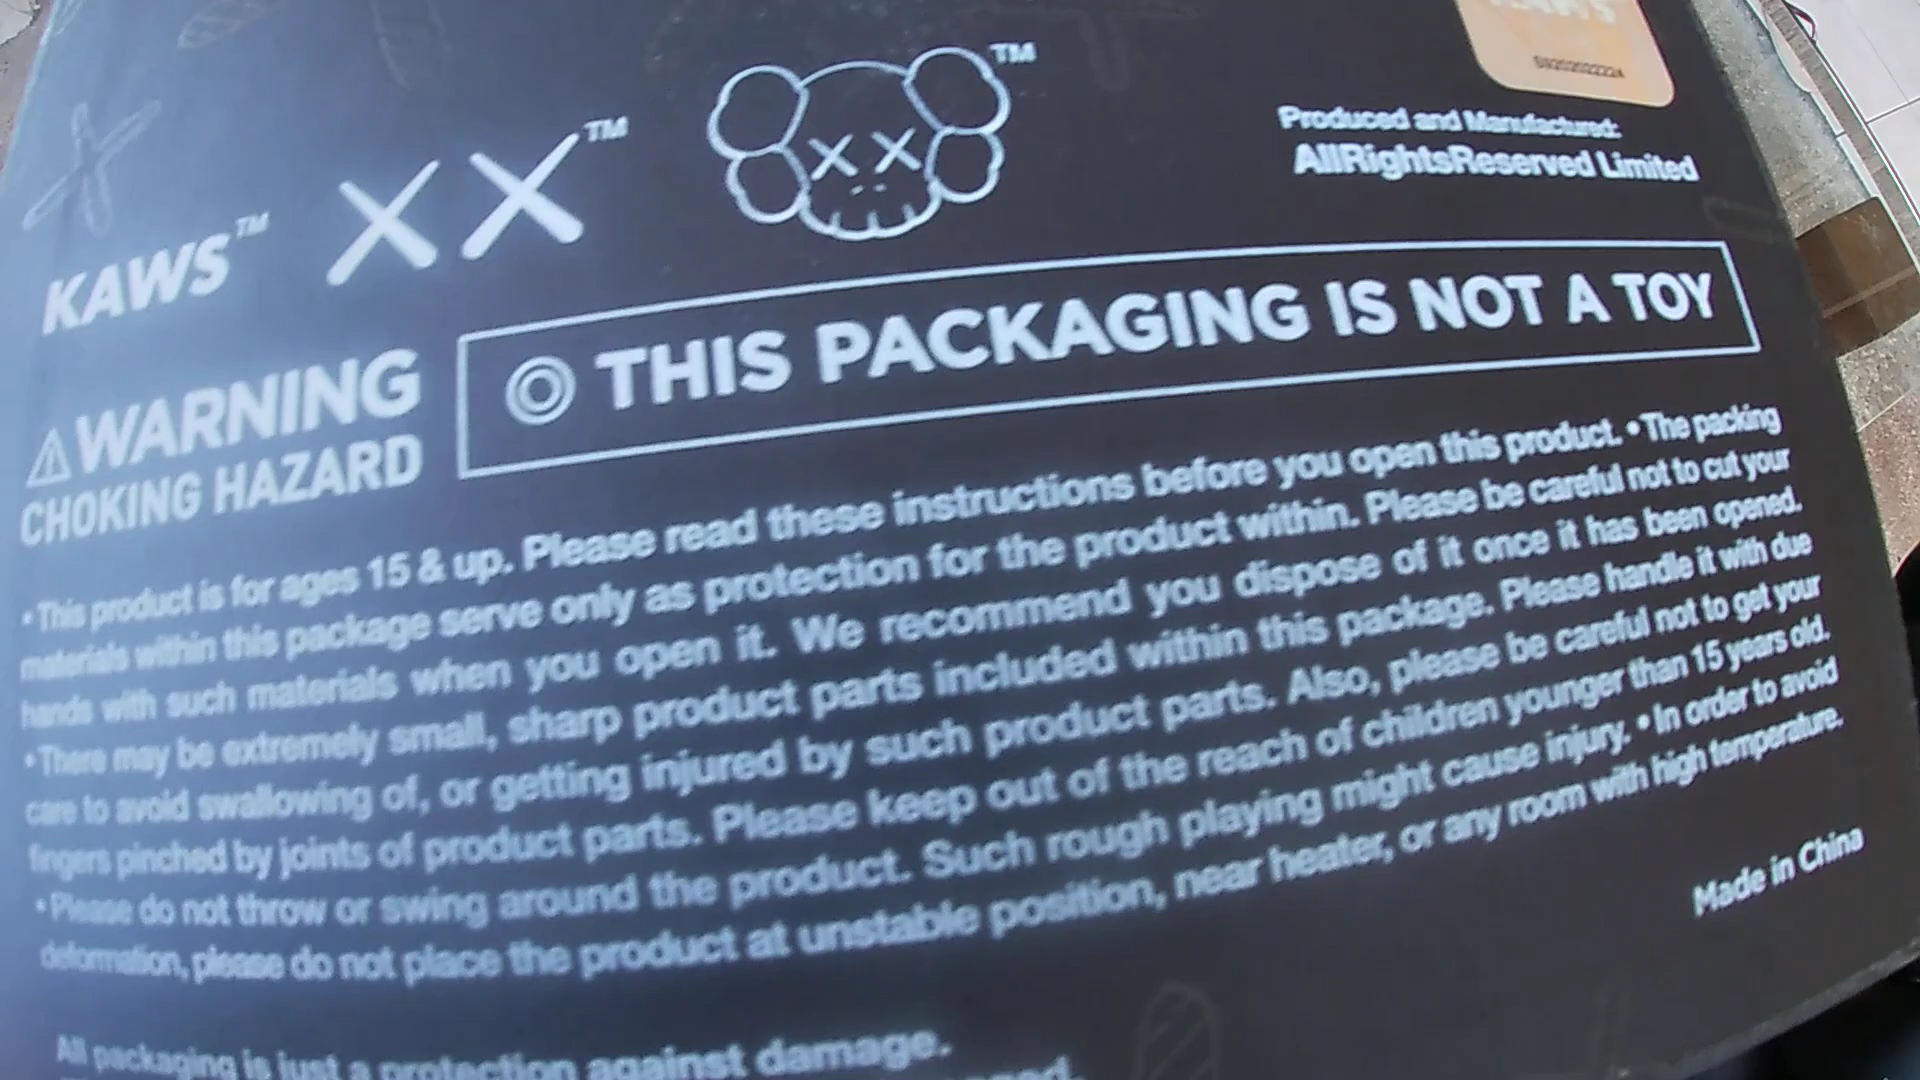 KAWS
Produced and Manufactured:
AllRightsReserved Limited
TM
TM
KAWS™
XX
⚠WARNING
CHOKING HAZARD
THIS PACKAGING IS NOT A TOY
• This product is for ages 15 & up. Please read these instructions before you open this product. • The packing
materials within this package serve only as protection for the product within. Please be careful not to cut your
hands with such materials when you open it. We recommend you dispose of it once it has been opened.
• There may be extremely small, sharp product parts included within this package. Please handle it with due
care to avoid swallowing of, or getting injured by such product parts. Also, please be careful not to get your
fingers pinched by joints of product parts. Please keep out of the reach of children younger than 15 years old.
• Please do not throw or swing around the product. Such rough playing might cause injury. • In order to avoid
deformation, please do not place the product at unstable position, near heater, or any room with high temperature.
Made in China
All packaging is just a protection against damage.